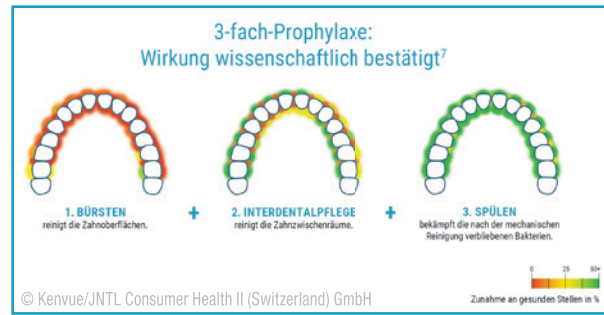 3-fach-Prophylaxe:
Wirkung wissenschaftlich bestätigt⁷
1. BÜRSTEN
reinigt die Zahnoberflächen.
+
2. INTERDENTALPFLEGE
reinigt die Zahnzwischenräume.
+
3. SPÜLEN
bekämpft die nach der mechanischen
Reinigung verbliebenen Bakterien.
0 25 50+
Zunahme an gesunden Stellen in %
© Kenvue/JNTL Consumer Health II (Switzerland) GmbH